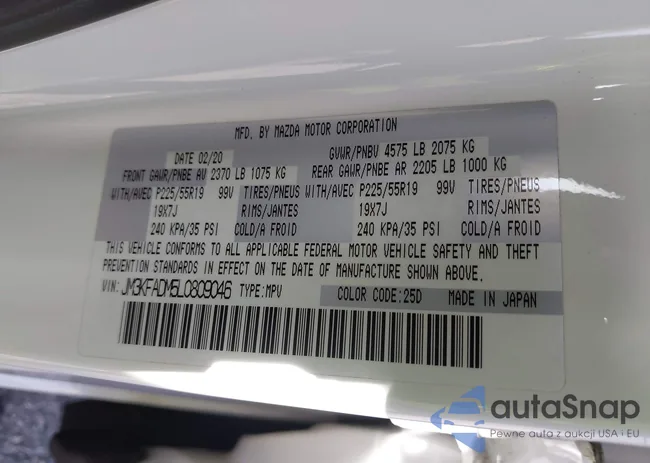 MFD. BY MAZDA MOTOR CORPORATION
DATE 02/20 GVWR/PNBV 4575 LB 2075 KG
FRONT GAWR/PNBE AV 2370 LB 1075 KG REAR GAWR/PNBE AR 2205 LB 1000 KG
WITH/AVEC P225/55R19 99V TIRES/PNEUS WITH/AVEC P225/55R19 99V TIRES/PNEUS
19X7J RIMS/JANTES 19X7J RIMS/JANTES
240 KPA/35 PSI COLD/A FROID 240 KPA/35 PSI COLD/A FROID
THIS VEHICLE CONFORMS TO ALL APPLICABLE FEDERAL MOTOR VEHICLE SAFETY AND THEFT
PREVENTION STANDARDS IN EFFECT ON THE DATE OF MANUFACTURE SHOWN ABOVE.
VIN: JM3KFADM5L0809046 TYPE:MPV COLOR CODE:25D MADE IN JAPAN
autaSnap
Pewne auta z aukcji USA i EU